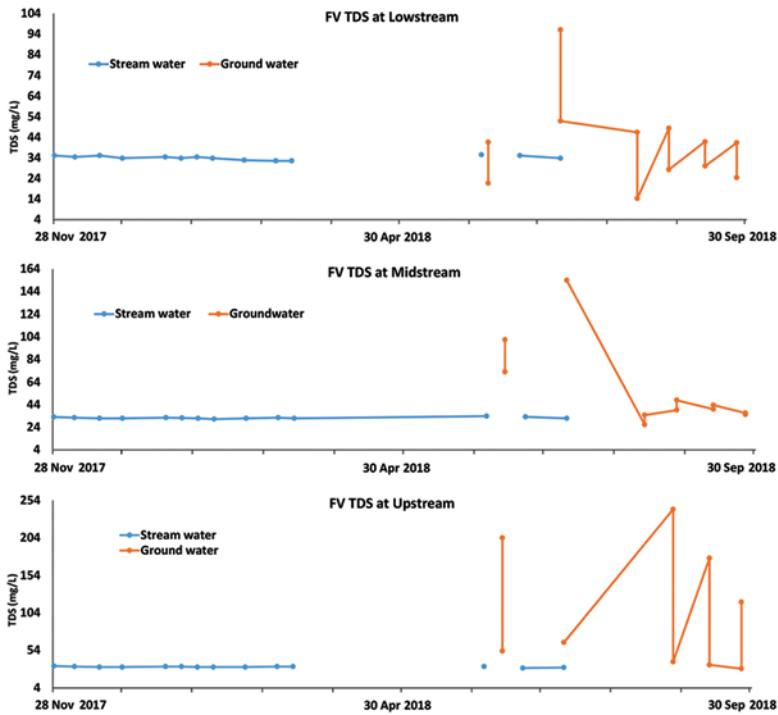 FV TDS at Lowstream
Stream water
Ground water
TDS (mg/L)
104
94
84
74
64
54
44
34
24
14
4
28 Nov 2017
30 Apr 2018
30 Sep 2018
FV TDS at Midstream
Stream water
Groundwater
TDS (mg/L)
164
144
124
104
84
64
44
24
4
28 Nov 2017
30 Apr 2018
30 Sep 2018
FV TDS at Upstream
Stream water
Ground water
TDS (mg/L)
254
204
154
104
54
4
28 Nov 2017
30 Apr 2018
30 Sep 2018